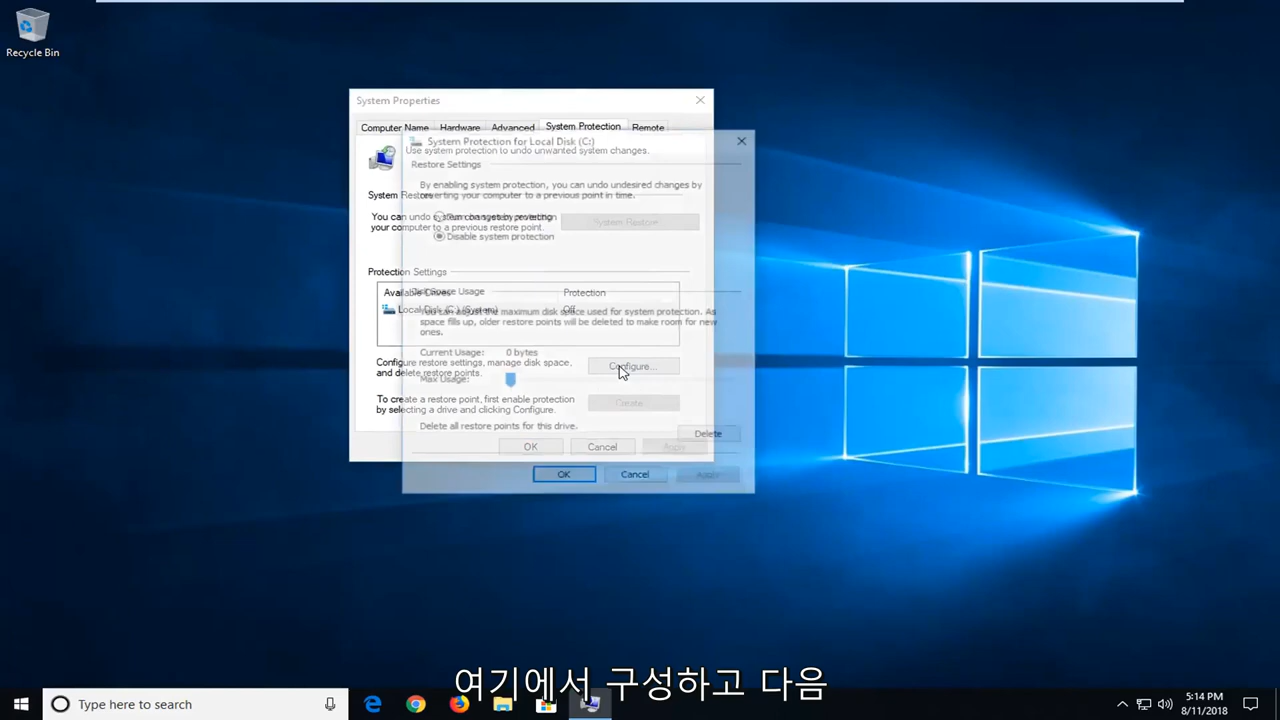 Recycle Bin
System Properties
Computer Name Hardware Advanced System Protection Remote
System Protection for Local Disk (C:)
Use system protection to undo unwanted system changes.
Restore Settings
By enabling system protection, you can undo undesired changes by
reverting your computer to a previous point in time.
System Restore
You can undo system changes by reverting
your computer to a previous restore point.
System Restore...
Disable system protection
Protection Settings
Available Drives Protection
Disk Space Usage
Local Disk (C:) (System) Off
You can adjust the maximum disk space used for system protection. As
space fills up, older restore points will be deleted to make room for new
ones.
Current Usage: 0 bytes
Configure restore settings, manage disk space,
and delete restore points.
Configure...
Max Usage:
To create a restore point, first enable protection
by selecting a drive and clicking Configure.
Create...
Delete all restore points for this drive.
Delete
OK Cancel Apply
OK Cancel Apply
여기에서 구성하고 다음
Type here to search
5:14 PM
8/11/2018